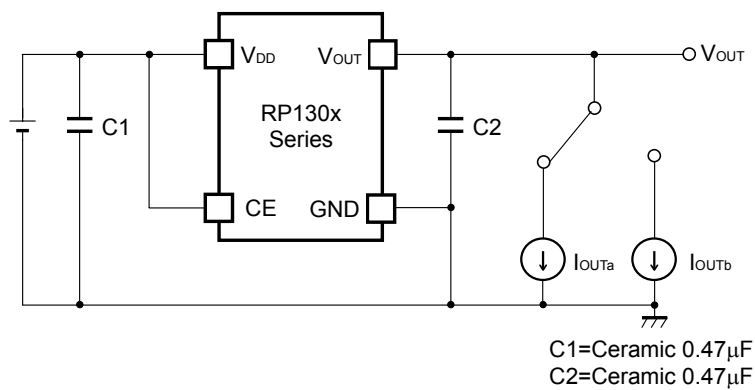 VDD
VOUT
VOUT
RP130x
Series
C1
C2
CE
GND
IOUTa
IOUTb
C1=Ceramic 0.47μF
C2=Ceramic 0.47μF